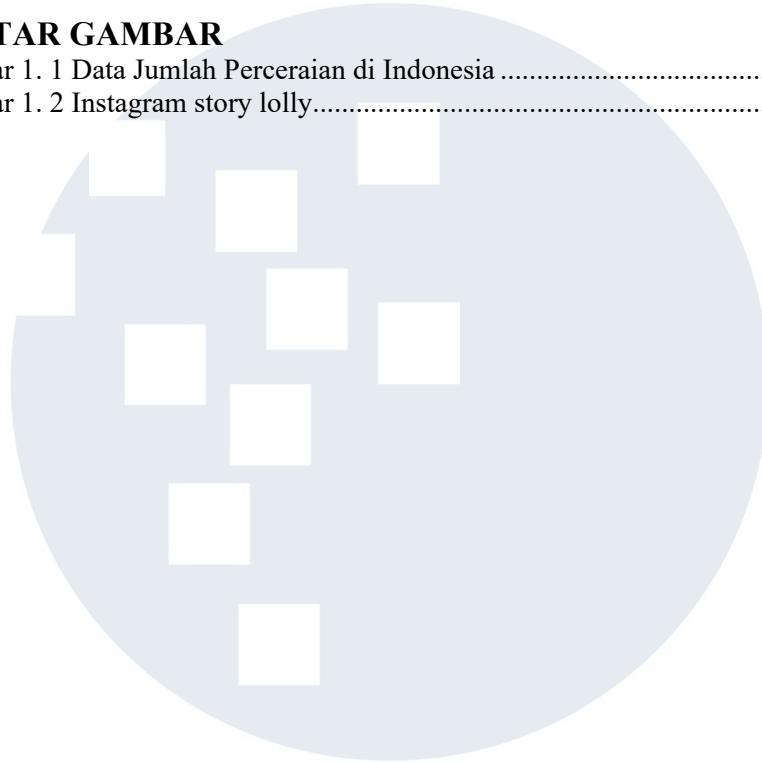 TAR GAMBAR
ar 1. 1 Data Jumlah Perceraian di Indonesia ................................
ar 1. 2 Instagram story lolly.......................................................